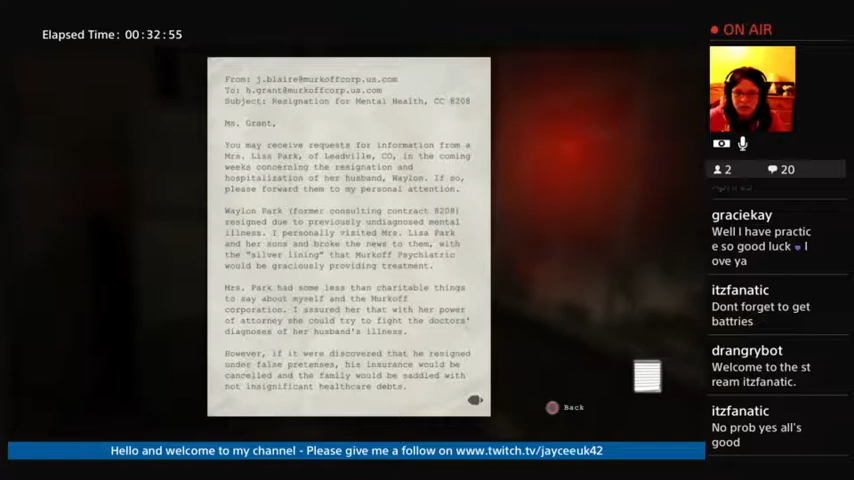 Elapsed Time: 00:32:55
ON AIR
From: j.blaire@murkoffcorp.us.com
To: h.grant@murkoffcorp.us.com
Subject: Resignation for Mental Health, CC 8208
Ms. Grant,
You may receive requests for information from a
Mrs. Lisa Park, of Leadville, CO, in the coming
weeks concerning the resignation and
hospitalization of her husband, Waylon. If so,
please forward them to my personal attention.
Waylon Park (former consulting contract 8208)
resigned due to previously undiagnosed mental
illness. I personally visited Mrs. Lisa Park
and her sons and broke the news to them, with
the "silver lining" that Murkoff Psychiatric
would be graciously providing treatment.
Mrs. Park had some less than charitable things
to say about myself and the Murkoff
corporation. I assured her that with her power
of attorney she could try to fight the doctors'
diagnoses of her husband's illness.
However, if it were discovered that he resigned
under false pretenses, his insurance would be
cancelled and the family would be saddled with
not insignificant healthcare debts.
Back
2
20
graciekay
Well I have practic
e so good luck 💜 I
ove ya
itzfanatic
Dont forget to get
battries
drangrybot
Welcome to the st
ream itzfanatic.
itzfanatic
No prob yes all's
good
Hello and welcome to my channel - Please give me a follow on www.twitch.tv/jayceeuk42